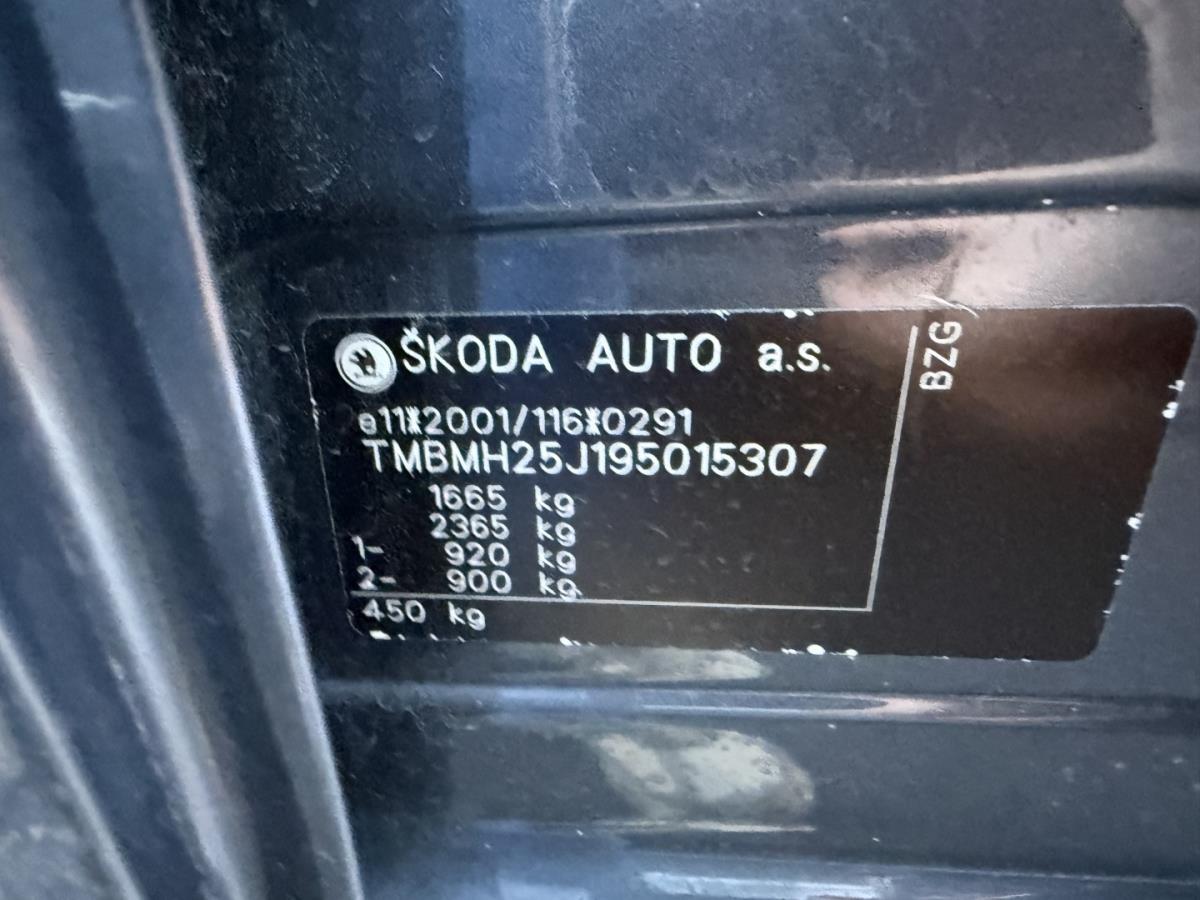 ŠKODA AUTO a.s.
BZG
e11*2001/116*0291
TMBMH25J195015307
1665 kg
2365 kg
1- 920 kg
2- 900 kg
450 kg